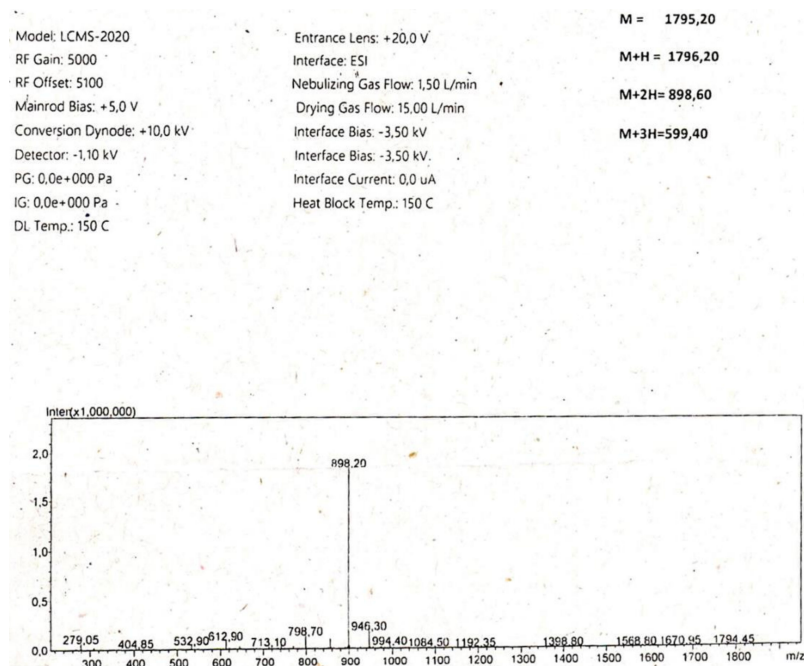 Model: LCMS-2020
RF Gain: 5000
RF Offset: 5100
Mainrod Bias: +5,0 V
Conversion Dynode: +10,0 kV
Detector: -1,10 kV
PG: 0,0e+000 Pa
IG: 0,0e+000 Pa
DL Temp.: 150 C
Entrance Lens: +20,0 V
Interface: ESI
Nebulizing Gas Flow: 1,50 L/min
Drying Gas Flow: 15,00 L/min
Interface Bias: -3,50 kV
Interface Bias: -3,50 kV.
Interface Current: 0,0 uA
Heat Block Temp.: 150 C
M = 1795,20
M+H = 1796,20
M+2H= 898,60
M+3H=599,40
Inter(x1,000,000)
2,0
1,5
1,0
0,5
0,0
898,20
279,05 404,85 532,90 612,90 713,10 798,70 946,30 994,40 1084,50 1192,35 1398,80 1568,80 1670,95 1794,45
300 400 500 600 700 800 900 1000 1100 1200 1300 1400 1500 1600 1700 1800 m/z